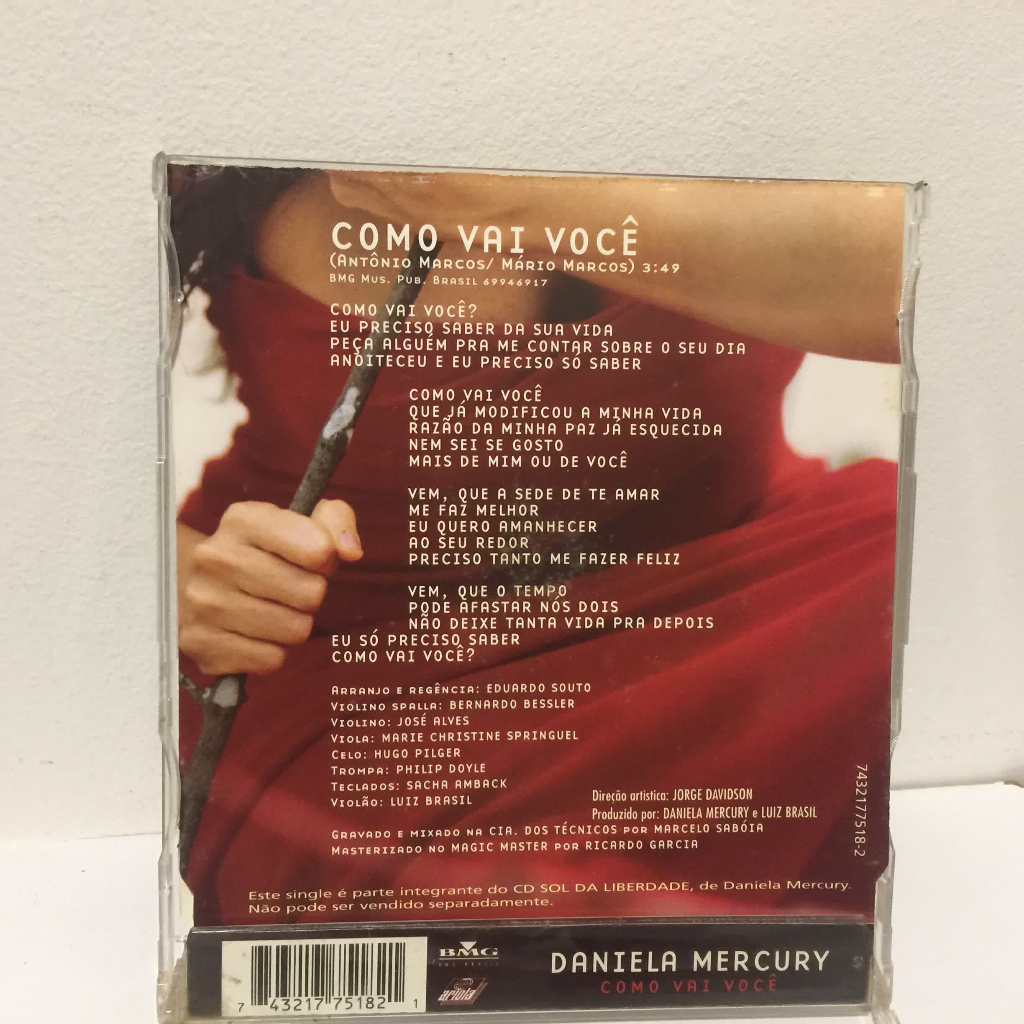 COMO VAI VOCÊ
(ANTÔNIO MARCOS/ MÁRIO MARCOS) 3:49
BMG MUS. PUB. BRASIL 69946917
COMO VAI VOCÊ?
EU PRECISO SABER DA SUA VIDA
PEÇA ALGUÉM PRA ME CONTAR SOBRE O SEU DIA
ANOITECEU E EU PRECISO SÓ SABER
COMO VAI VOCÊ
QUE JÁ MODIFICOU A MINHA VIDA
RAZÃO DA MINHA PAZ JÁ ESQUECIDA
NEM SEI SE GOSTO
MAIS DE MIM OU DE VOCÊ
VEM, QUE A SEDE DE TE AMAR
ME FAZ MELHOR
EU QUERO AMANHECER
AO SEU REDOR
PRECISO TANTO ME FAZER FELIZ
VEM, QUE O TEMPO
PODE AFASTAR NÓS DOIS
NÃO DEIXE TANTA VIDA PRA DEPOIS
EU SÓ PRECISO SABER
COMO VAI VOCÊ?
ARRANJO E REGÊNCIA: EDUARDO SOUTO
VIOLINO SPALLA: BERNARDO BESSLER
VIOLINO: JOSÉ ALVES
VIOLA: MARIE CHRISTINE SPRINGUEL
CELO: HUGO PILGER
TROMPA: PHILIP DOYLE
TECLADOS: SACHA AMBACK
VIOLÃO: LUIZ BRASIL
Direção artística: JORGE DAVIDSON
Produzido por: DANIELA MERCURY e LUIZ BRASIL
GRAVADO E MIXADO NA CIA. DOS TÉCNICOS POR MARCELO SABÓIA
MASTERIZADO NO MAGIC MASTER POR RICARDO GARCIA
7432177518-2
Este single é parte integrante do CD SOL DA LIBERDADE, de Daniela Mercury.
Não pode ser vendido separadamente.
7 43217 75182 1
BMG
BMG BRASIL
ariola
DANIELA MERCURY
COMO VAI VOCÊ